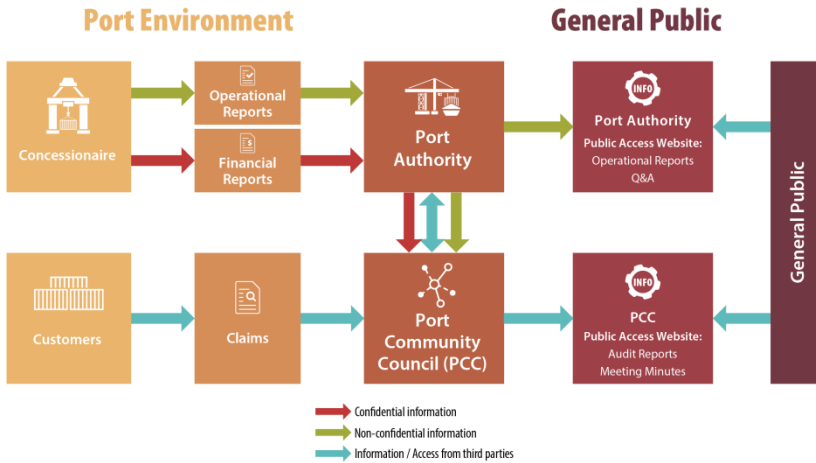 Port Environment
General Public
Concessionaire
Operational
Reports
$
Financial
Reports
Port
Authority
INFO
Port Authority
Public Access Website:
Operational Reports
Q&A
General Public
Customers
Claims
Port
Community
Council (PCC)
INFO
PCC
Public Access Website:
Audit Reports
Meeting Minutes
Confidential information
Non-confidential information
Information / Access from third parties